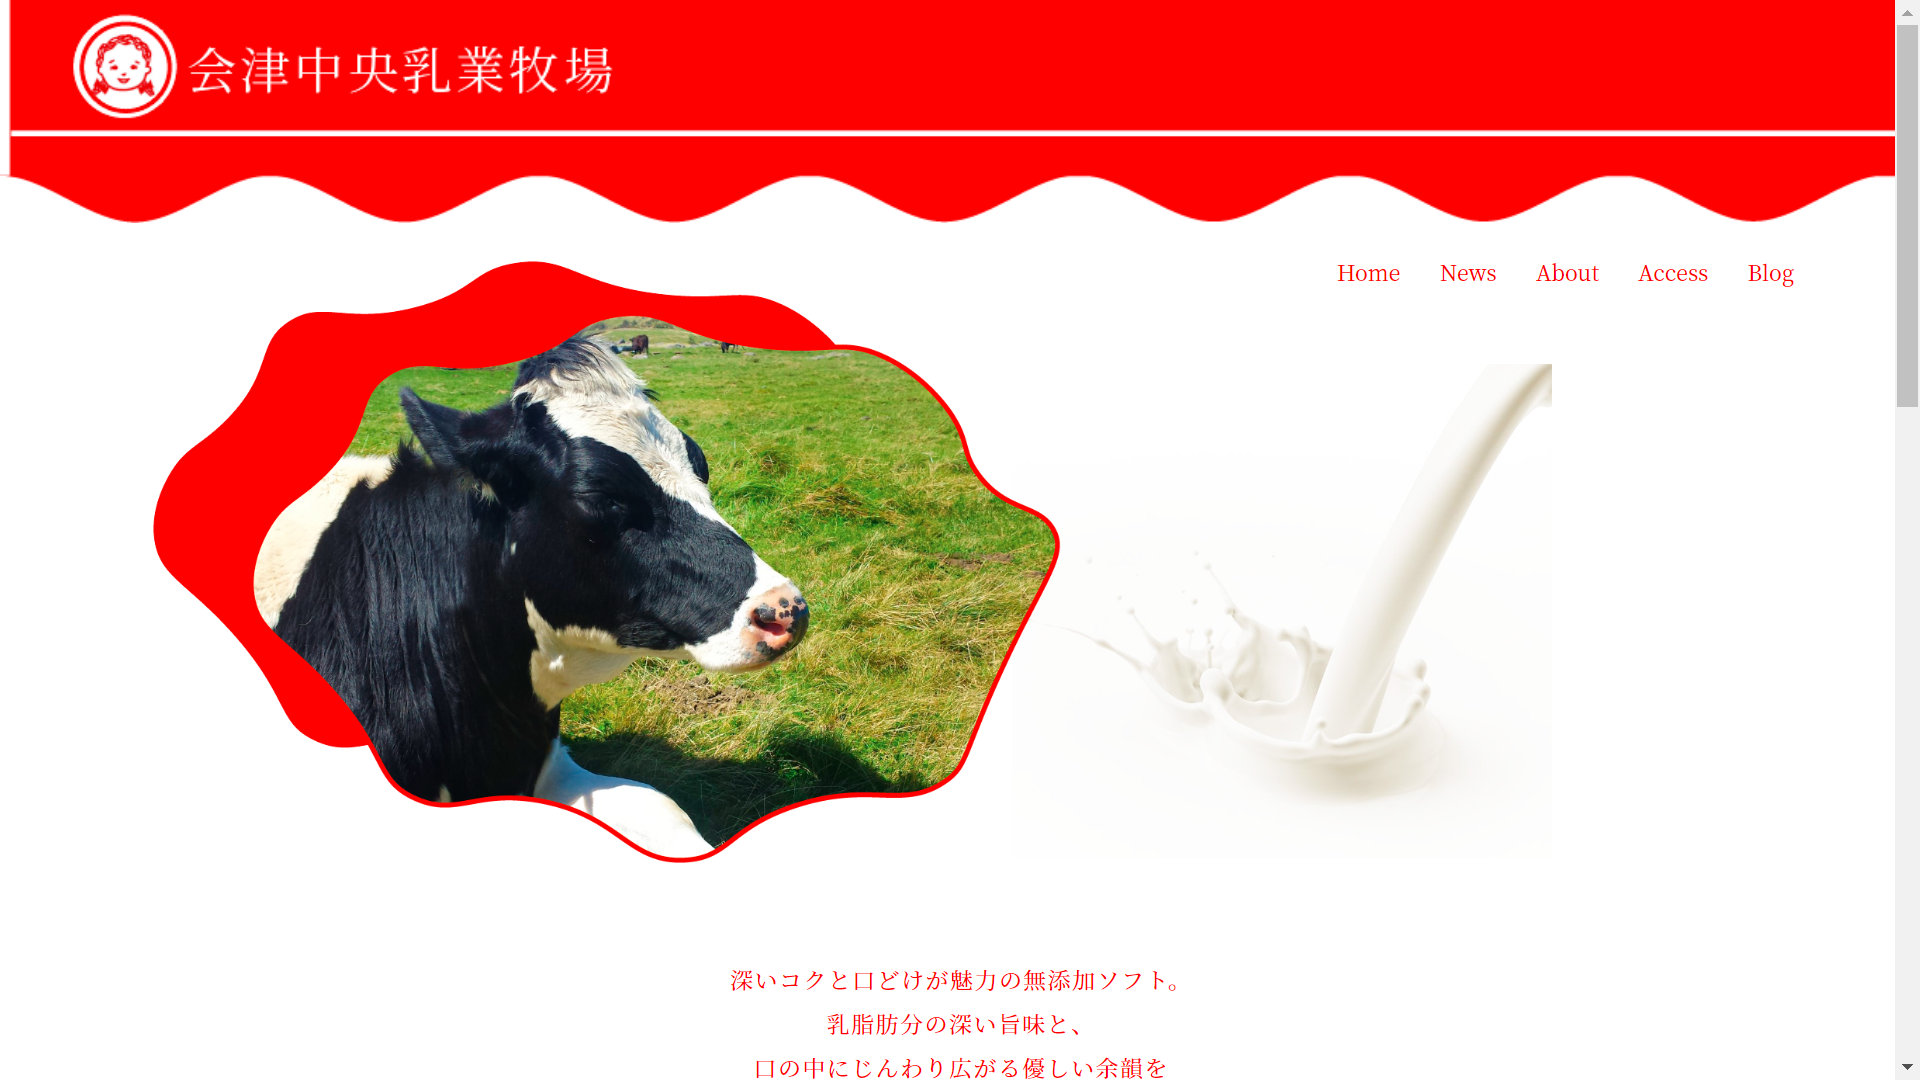 会津中央乳業牧場
Home News About Access Blog
深いコクと口どけが魅力の無添加ソフト。
乳脂肪分の深い旨味と、
口の中にじんわり広がる優しい余韻を